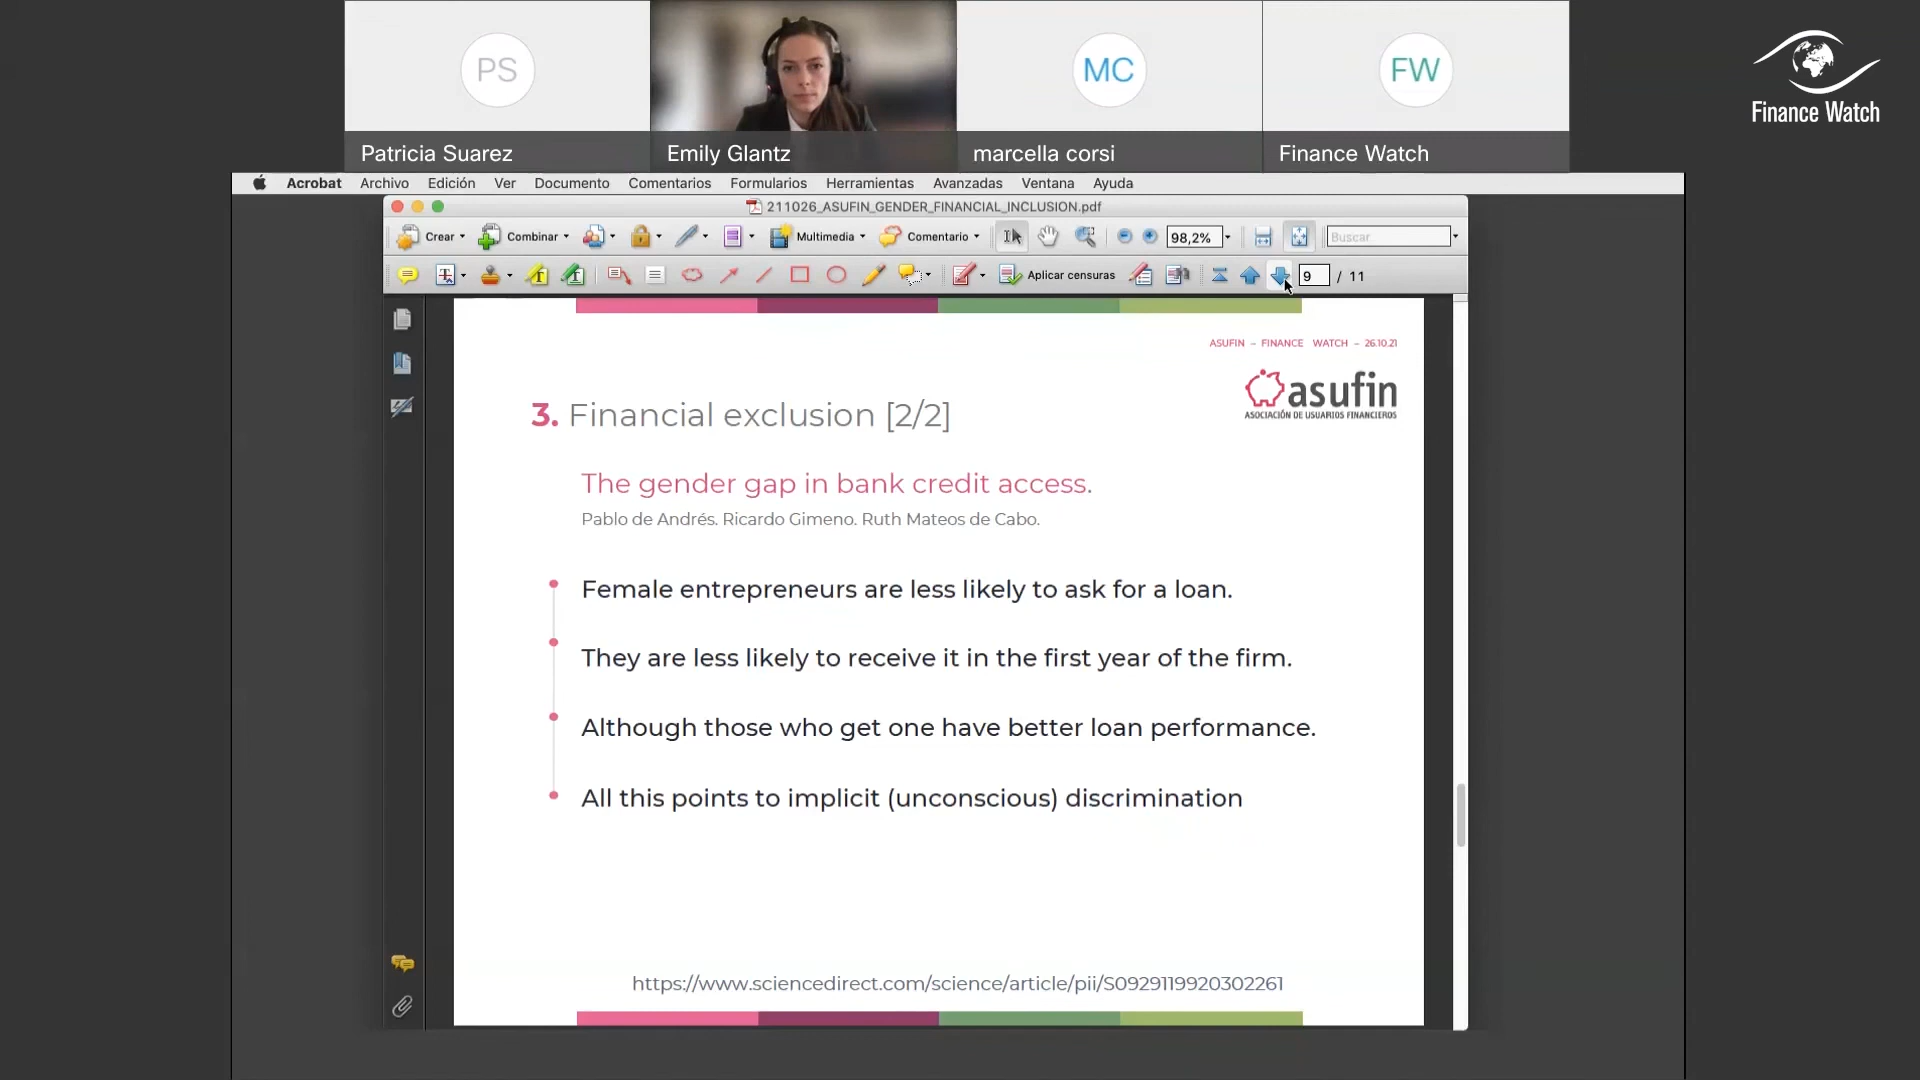 PS
MC
FW
Finance Watch
Patricia Suarez
Emily Glantz
marcella corsi
Finance Watch
Acrobat Archivo Edición Ver Documento Comentarios Formularios Herramientas Avanzadas Ventana Ayuda
211026_ASUFIN_GENDER_FINANCIAL_INCLUSION.pdf
Crear Combinar Multimedia Comentario 98,2% Buscar
Aplicar censuras 9 / 11
ASUFIN – FINANCE WATCH – 26.10.21
asufin
ASOCIACIÓN DE USUARIOS FINANCIEROS
3. Financial exclusion [2/2]
The gender gap in bank credit access.
Pablo de Andrés. Ricardo Gimeno. Ruth Mateos de Cabo.
Female entrepreneurs are less likely to ask for a loan.
They are less likely to receive it in the first year of the firm.
Although those who get one have better loan performance.
All this points to implicit (unconscious) discrimination
https://www.sciencedirect.com/science/article/pii/S0929119920302261